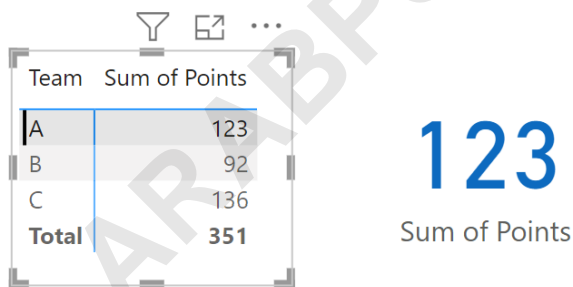 Team Sum of Points
A 123
B 92
C 136
Total 351
123
Sum of Points